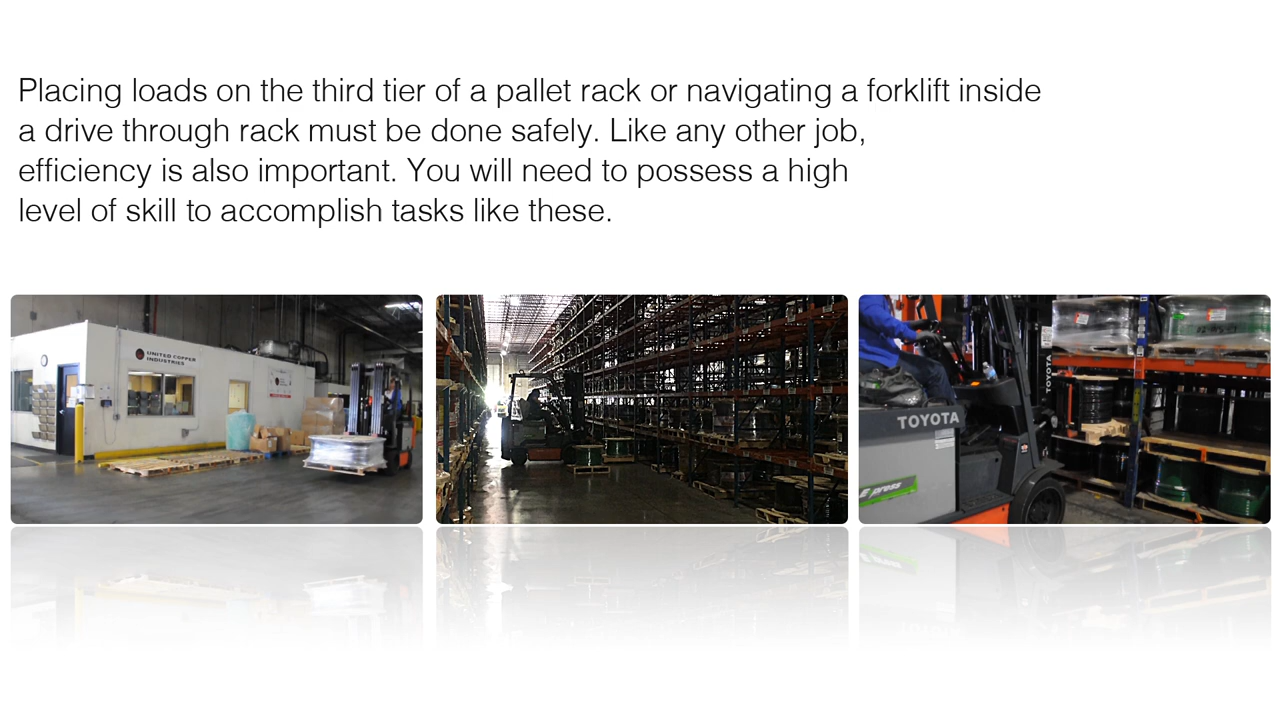 Placing loads on the third tier of a pallet rack or navigating a forklift inside
a drive through rack must be done safely. Like any other job,
efficiency is also important. You will need to possess a high
level of skill to accomplish tasks like these.
UNITED COPPER
INDUSTRIES
TOYOTA
TOYOTA